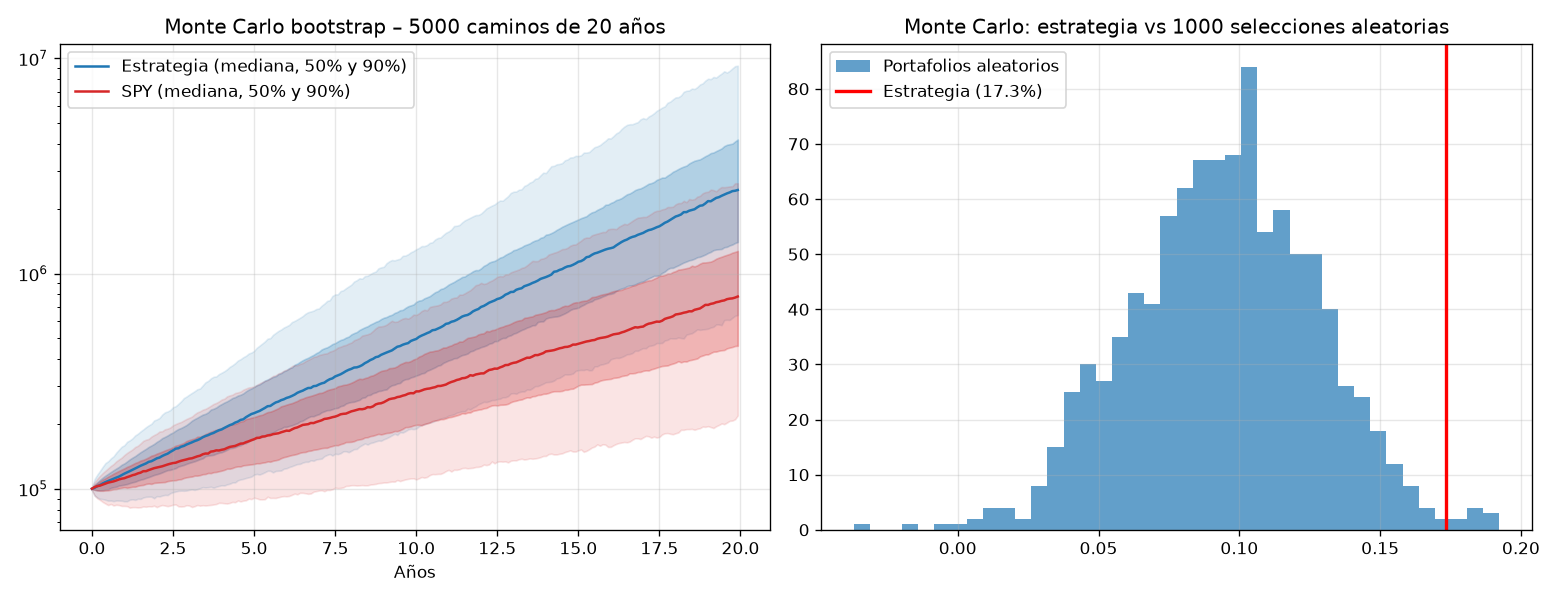 Monte Carlo bootstrap – 5000 caminos de 20 años
Estrategia (mediana, 50% y 90%)
SPY (mediana, 50% y 90%)
10^7
10^6
10^5
0.0 2.5 5.0 7.5 10.0 12.5 15.0 17.5 20.0
Años
Monte Carlo: estrategia vs 1000 selecciones aleatorias
Portafolios aleatorios
Estrategia (17.3%)
80
70
60
50
40
30
20
10
0
0.00 0.05 0.10 0.15 0.20